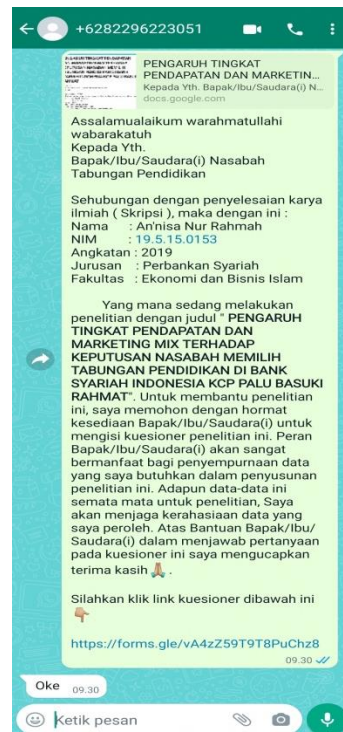 +6282296223051
PENGARUH TINGKAT
PENDAPATAN DAN MARKETIN...
Kepada Yth. Bapak/Ibu/Saudara(i) N...
docs.google.com
Assalamualaikum warahmatullahi
wabarakatuh
Kepada Yth.
Bapak/Ibu/Saudara(i) Nasabah
Tabungan Pendidikan
Sehubungan dengan penyelesaian karya
ilmiah ( Skripsi ), maka dengan ini :
Nama : An'nisa Nur Rahmah
NIM : 19.5.15.0153
Angkatan : 2019
Jurusan : Perbankan Syariah
Fakultas : Ekonomi dan Bisnis Islam
Yang mana sedang melakukan
penelitian dengan judul " PENGARUH
TINGKAT PENDAPATAN DAN
MARKETING MIX TERHADAP
KEPUTUSAN NASABAH MEMILIH
TABUNGAN PENDIDIKAN DI BANK
SYARIAH INDONESIA KCP PALU BASUKI
RAHMAT". Untuk membantu penelitian
ini, saya memohon dengan hormat
kesediaan Bapak/Ibu/Saudara(i) untuk
mengisi kuesioner penelitian ini. Peran
Bapak/Ibu/Saudara(i) akan sangat
bermanfaat bagi penyempurnaan data
yang saya butuhkan dalam penyusunan
penelitian ini. Adapun data-data ini
semata mata untuk penelitian, Saya
akan menjaga kerahasiaan data yang
saya peroleh. Atas Bantuan Bapak/Ibu/
Saudara(i) dalam menjawab pertanyaan
pada kuesioner ini saya mengucapkan
terima kasih 🙏 .
Silahkan klik link kuesioner dibawah ini
👇
https://forms.gle/vA4zZ59T9T8PuChz8
09.30
Oke 09.30
Ketik pesan